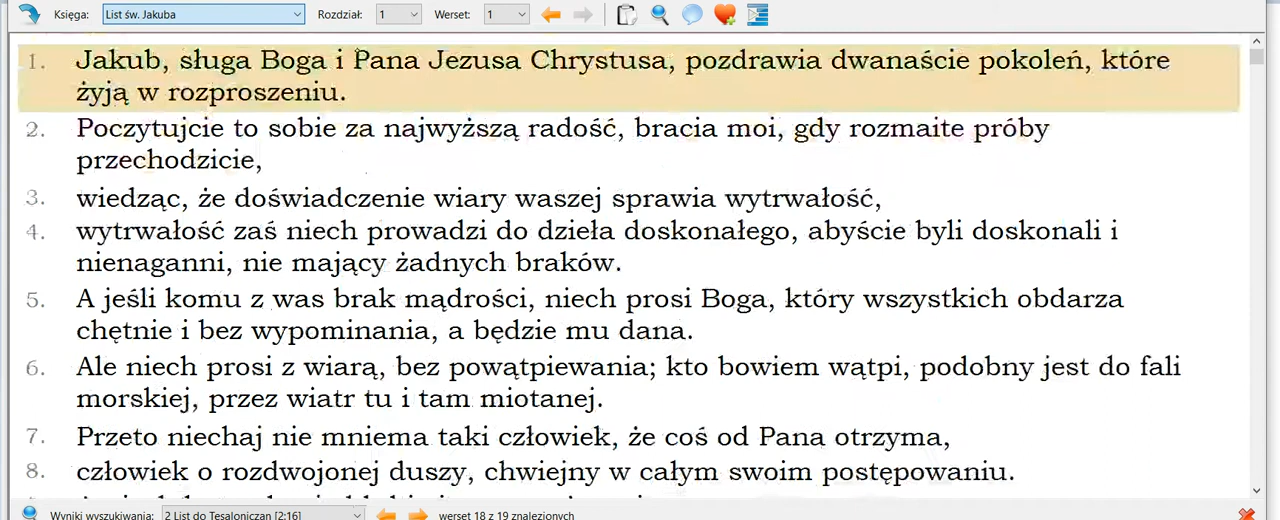 Księga: List św. Jakuba Rozdział: 1 Werset: 1
1. Jakub, sługa Boga i Pana Jezusa Chrystusa, pozdrawia dwanaście pokoleń, które
żyją w rozproszeniu.
2. Poczytujcie to sobie za najwyższą radość, bracia moi, gdy rozmaite próby
przechodzicie,
3. wiedząc, że doświadczenie wiary waszej sprawia wytrwałość,
4. wytrwałość zaś niech prowadzi do dzieła doskonałego, abyście byli doskonali i
nienaganni, nie mający żadnych braków.
5. A jeśli komu z was brak mądrości, niech prosi Boga, który wszystkich obdarza
chętnie i bez wypominania, a będzie mu dana.
6. Ale niech prosi z wiarą, bez powątpiewania; kto bowiem wątpi, podobny jest do fali
morskiej, przez wiatr tu i tam miotanej.
7. Przeto niechaj nie mniema taki człowiek, że coś od Pana otrzyma,
8. człowiek o rozdwojonej duszy, chwiejny w całym swoim postępowaniu.
Wyniki wyszukiwania: 2 List do Tesaloniczan [2:16] werset 18 z 19 znalezionych